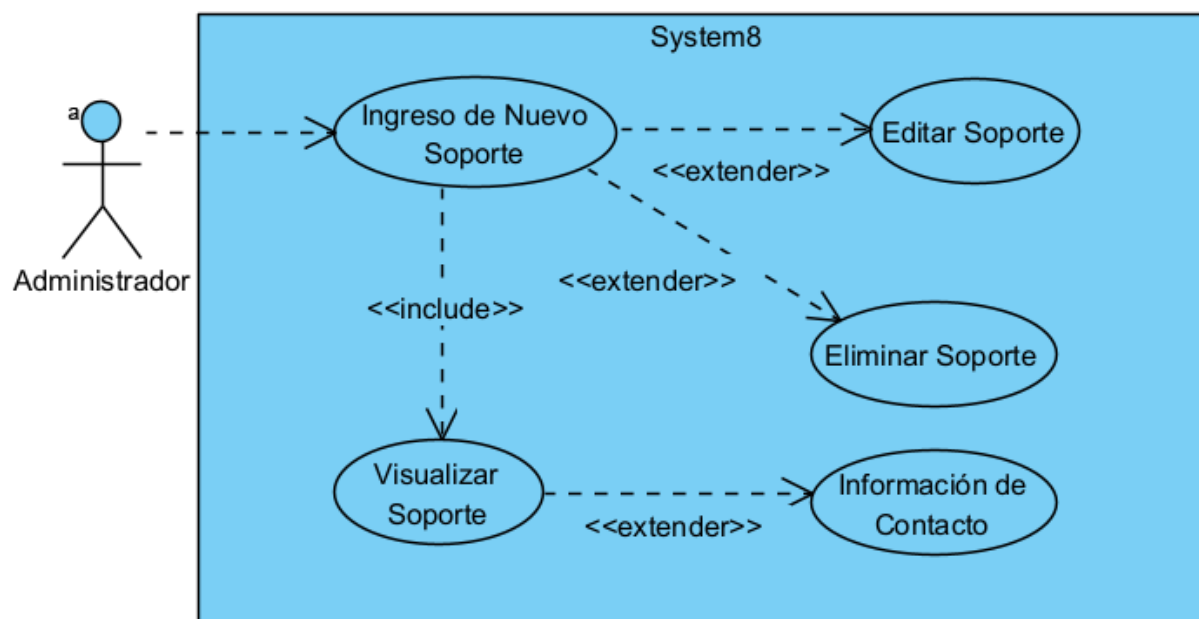 System8
a
Administrador
Ingreso de Nuevo
Soporte
<<extender>>
Editar Soporte
<<extender>>
Eliminar Soporte
<<include>>
Visualizar
Soporte
<<extender>>
Información de
Contacto